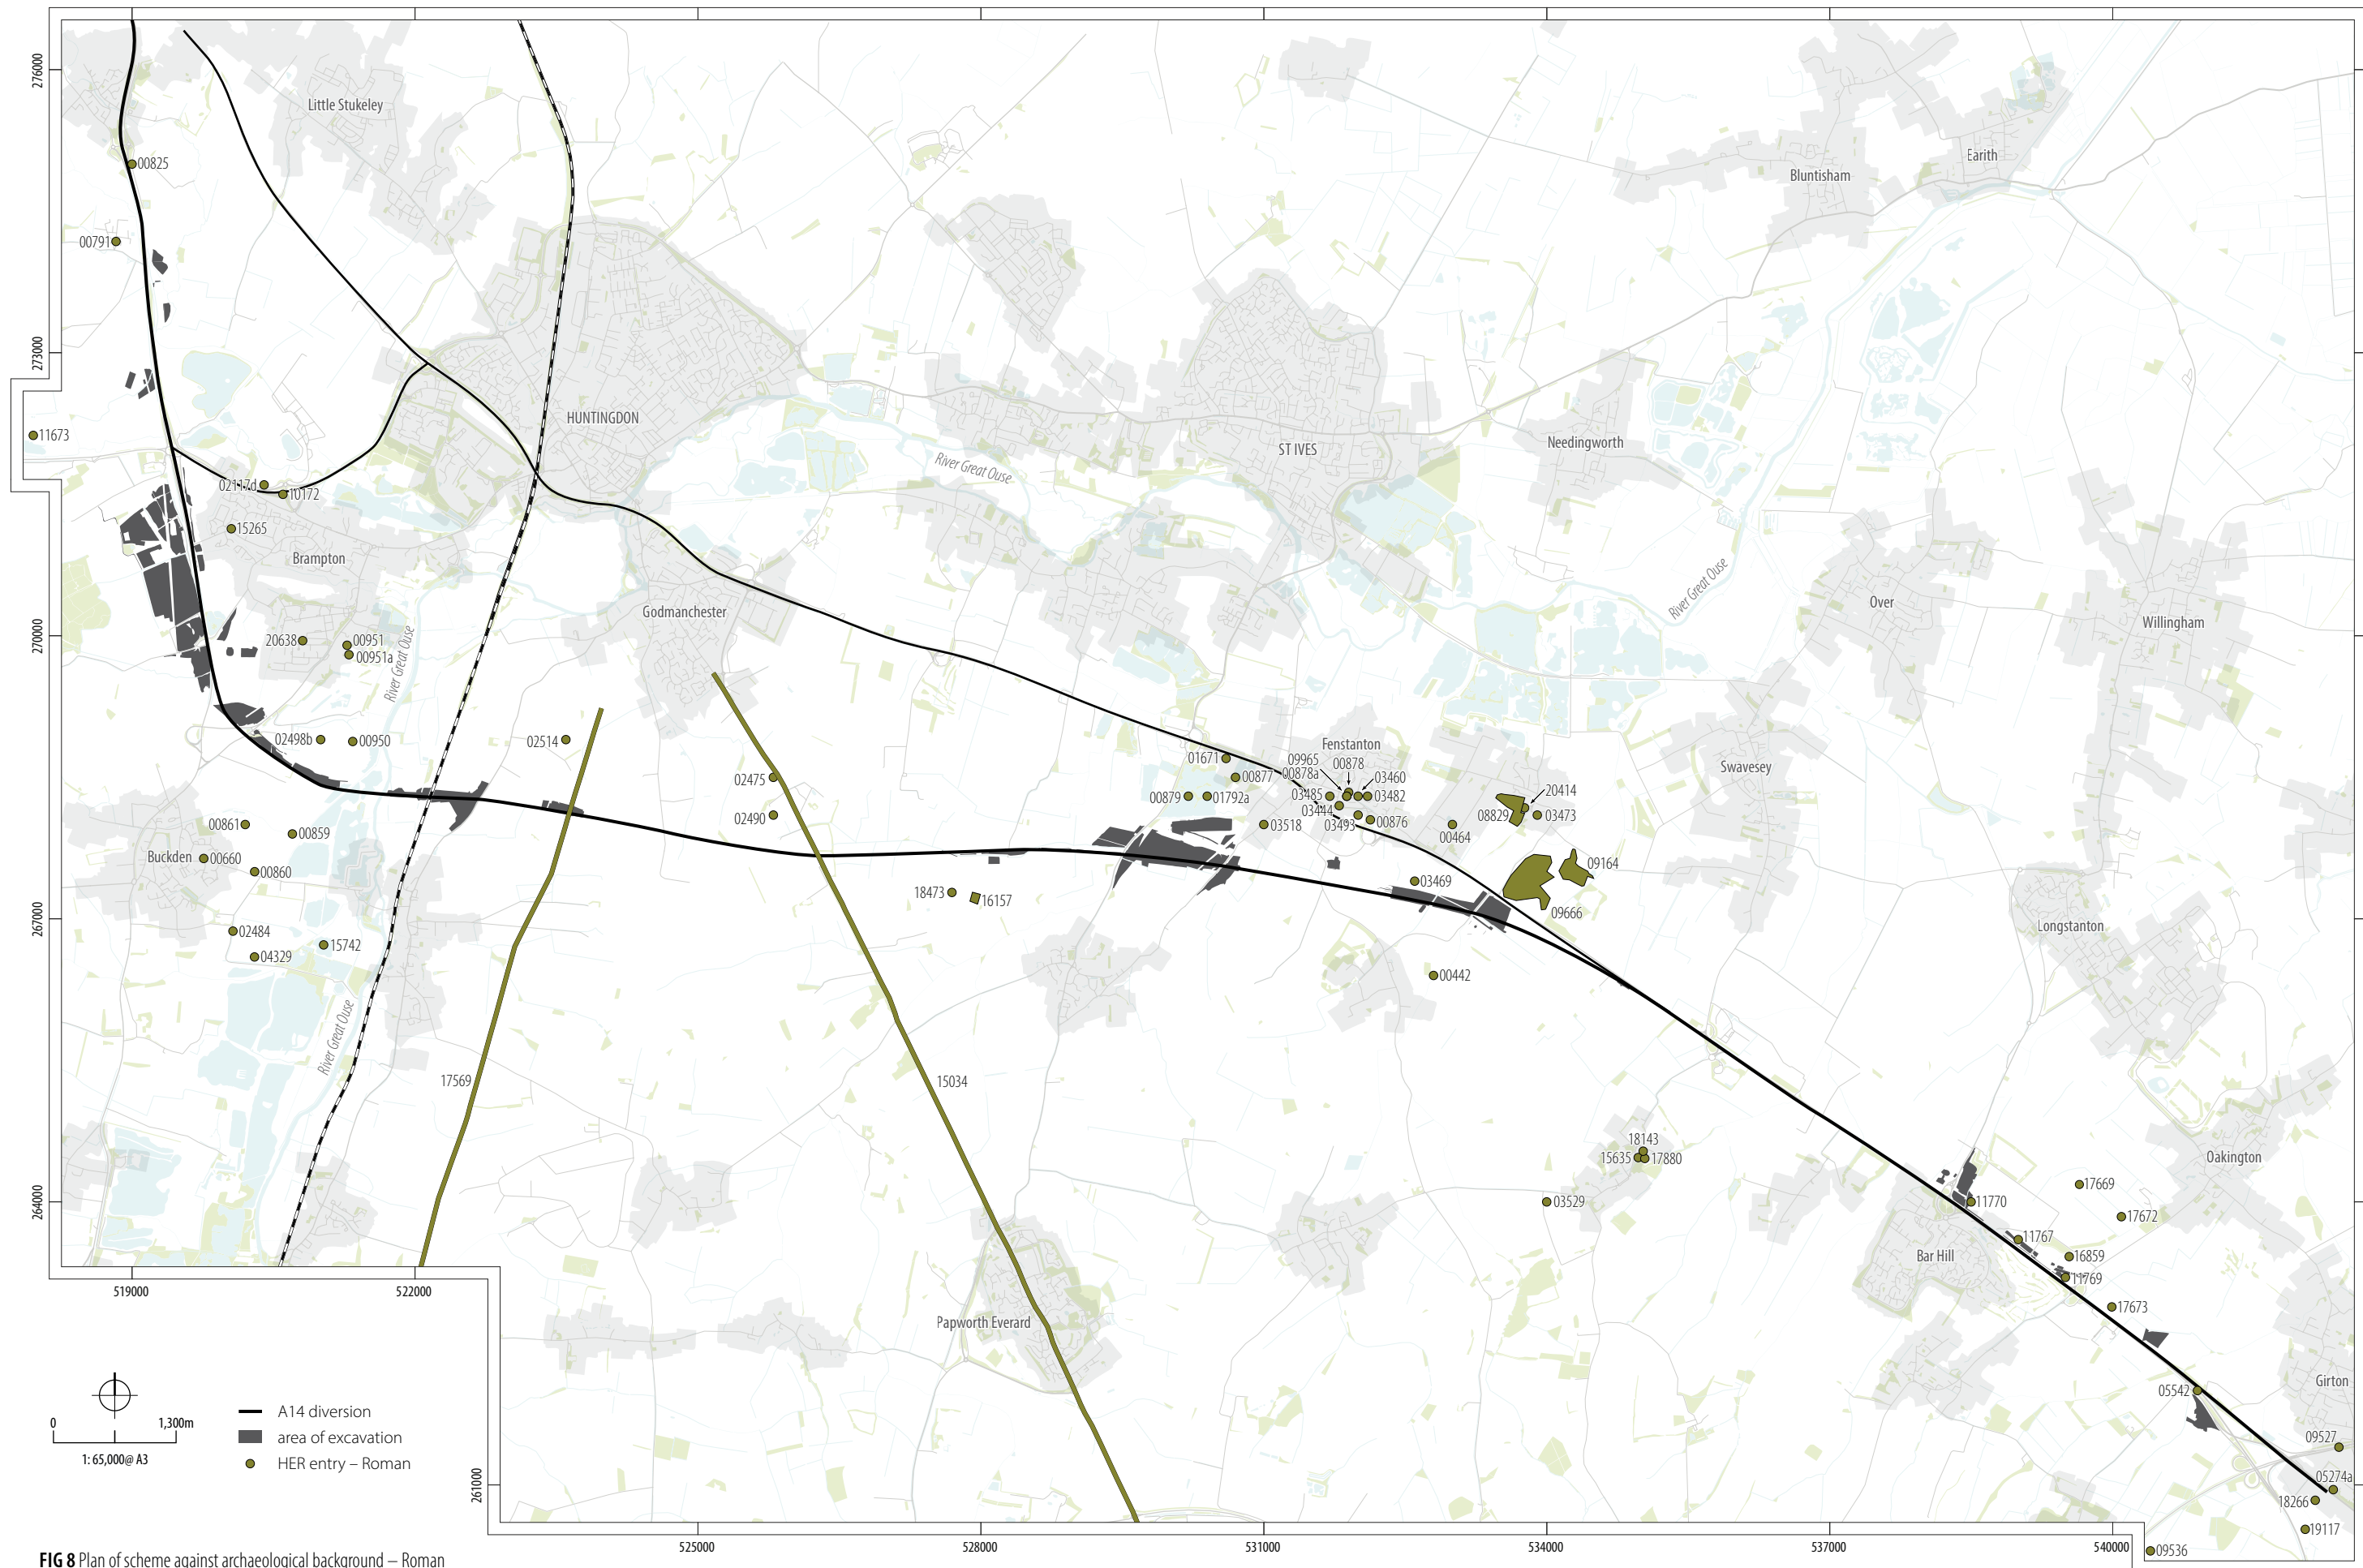 276000
Little Stukeley
Earith
Bluntisham
00825
00791
273000
HUNTINGDON
11673
ST IVES
Needingworth
River Great Ouse
02117d
10172
15265
Brampton
River Great Ouse
Over
Godmanchester
Willingham
270000
20638
00951
00951a
River Great Ouse
02498b
00950
02514
Fenstanton
01671
09965
00878
00878a
03460
00877
02475
Swavesey
00879
01792a
03485
03482
20414
03444
08829
03473
02490
03493
00876
03518
00464
00861
00859
Buckden
00660
00860
09164
03469
18473
16157
09666
267000
Longstanton
02484
15742
04329
00442
River Great Ouse
17569
15034
18143
15635
17880
Oakington
17669
264000
03529
11770
17672
11767
Bar Hill
16859
11769
519000
522000
17673
Papworth Everard
Girton
05542
0
1,300m
1: 65,000@ A3
A14 diversion
area of excavation
HER entry – Roman
09527
261000
05274a
18266
19117
525000
528000
531000
534000
537000
540000
09536
FIG 8 Plan of scheme against archaeological background – Roman